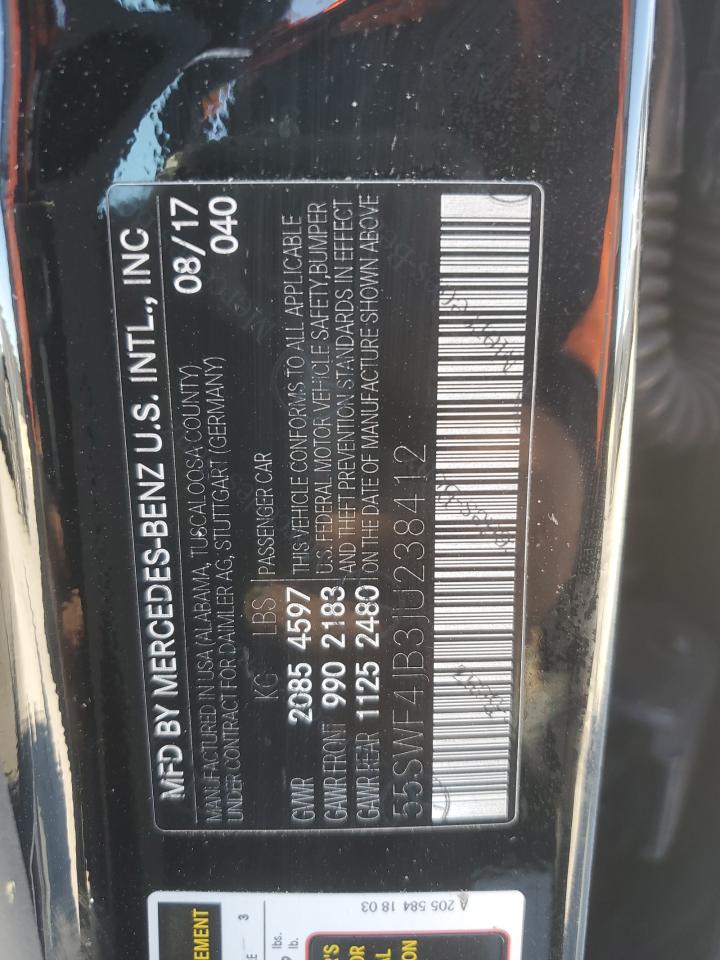 MFD BY MERCEDES-BENZ U.S. INTL., INC
MANUFACTURED IN USA (ALABAMA, TUSCALOOSA COUNTY) 08/17
UNDER CONTRACT FOR DAIMLER AG, STUTTGART (GERMANY) 040
KG LBS PASSENGER CAR
GVWR 2085 4597 THIS VEHICLE CONFORMS TO ALL APPLICABLE
GAWR FRONT 990 2183 U.S. FEDERAL MOTOR VEHICLE SAFETY,BUMPER
AND THEFT PREVENTION STANDARDS IN EFFECT
GAWR REAR 1125 2480 ON THE DATE OF MANUFACTURE SHOWN ABOVE
55SWF4JB3JU238412
A 205 584 18 03
3
lbs.
lb.